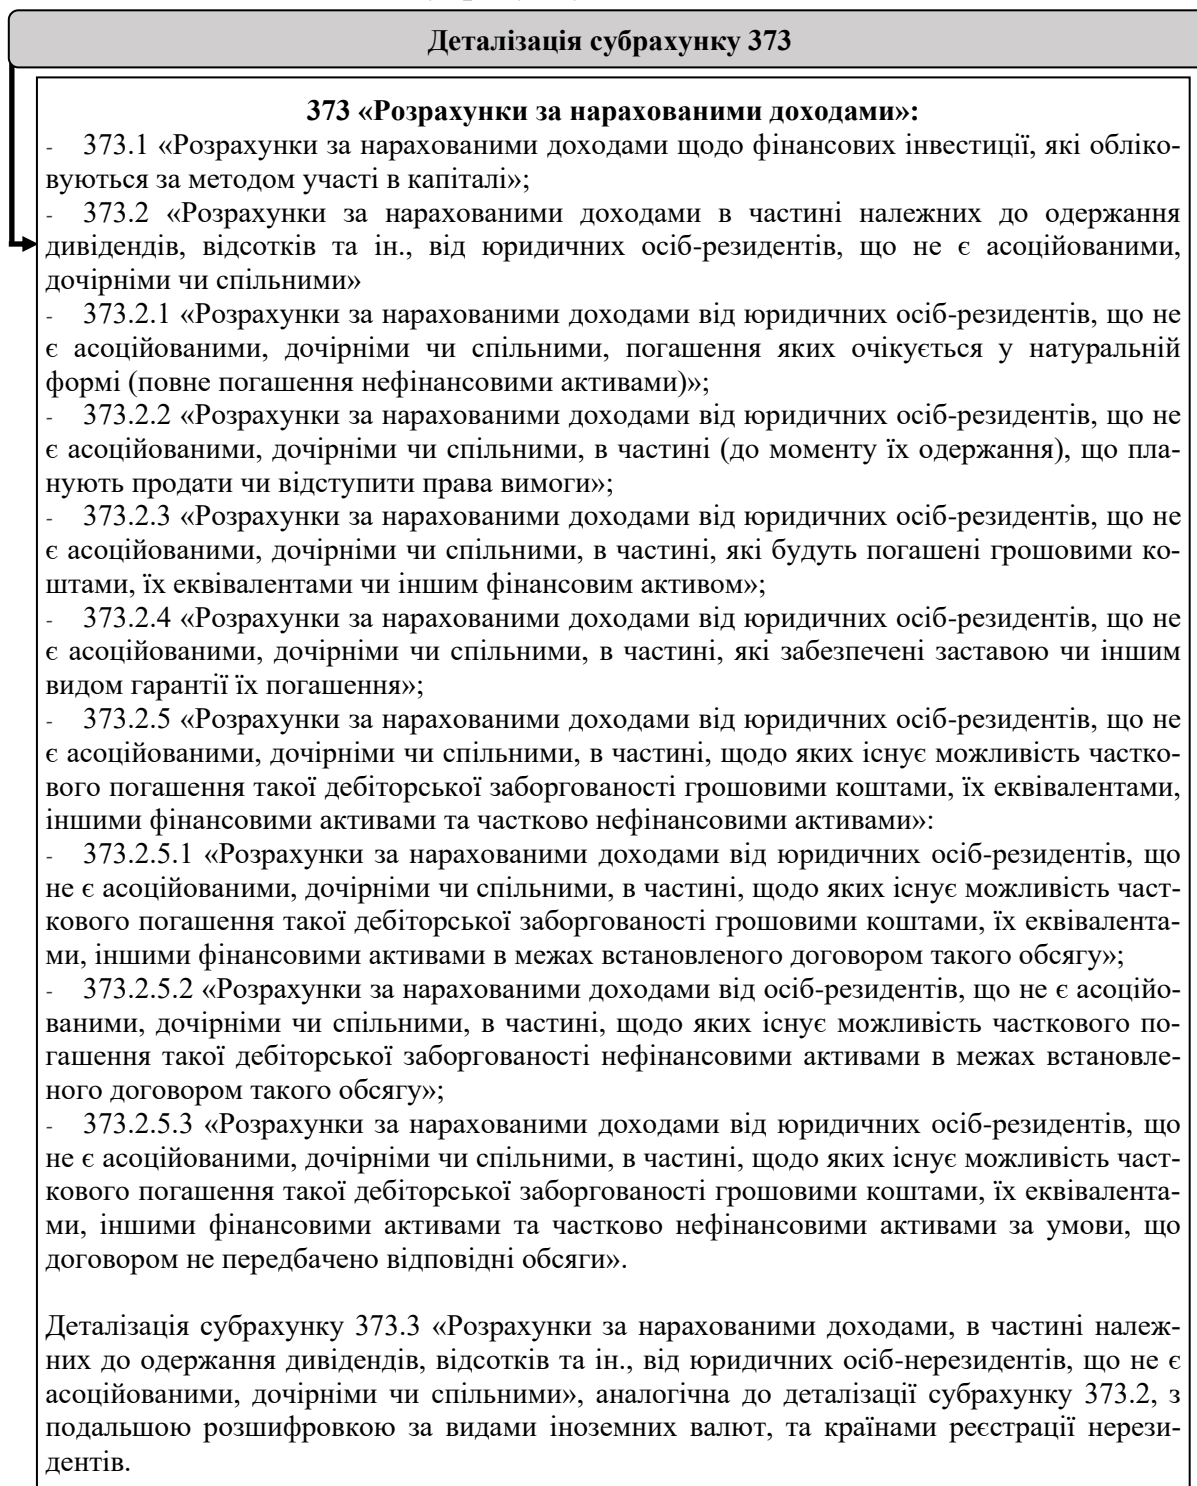 Деталізація субрахунку 373
373 «Розрахунки за нарахованими доходами»:
- 373.1 «Розрахунки за нарахованими доходами щодо фінансових інвестиції, які обліко-
вуються за методом участі в капіталі»;
- 373.2 «Розрахунки за нарахованими доходами в частині належних до одержання
дивідендів, відсотків та ін., від юридичних осіб-резидентів, що не є асоційованими,
дочірніми чи спільними»
- 373.2.1 «Розрахунки за нарахованими доходами від юридичних осіб-резидентів, що не
є асоційованими, дочірніми чи спільними, погашення яких очікується у натуральній
формі (повне погашення нефінансовими активами)»;
- 373.2.2 «Розрахунки за нарахованими доходами від юридичних осіб-резидентів, що не
є асоційованими, дочірніми чи спільними, в частині (до моменту їх одержання), що пла-
нують продати чи відступити права вимоги»;
- 373.2.3 «Розрахунки за нарахованими доходами від юридичних осіб-резидентів, що не
є асоційованими, дочірніми чи спільними, в частині, які будуть погашені грошовими ко-
штами, їх еквівалентами чи іншим фінансовим активом»;
- 373.2.4 «Розрахунки за нарахованими доходами від юридичних осіб-резидентів, що не
є асоційованими, дочірніми чи спільними, в частині, які забезпечені заставою чи іншим
видом гарантії їх погашення»;
- 373.2.5 «Розрахунки за нарахованими доходами від юридичних осіб-резидентів, що не
є асоційованими, дочірніми чи спільними, в частині, щодо яких існує можливість частко-
вого погашення такої дебіторської заборгованості грошовими коштами, їх еквівалентами,
іншими фінансовими активами та частково нефінансовими активами»:
- 373.2.5.1 «Розрахунки за нарахованими доходами від юридичних осіб-резидентів, що
не є асоційованими, дочірніми чи спільними, в частині, щодо яких існує можливість част-
кового погашення такої дебіторської заборгованості грошовими коштами, їх еквівалента-
ми, іншими фінансовими активами в межах встановленого договором такого обсягу»;
- 373.2.5.2 «Розрахунки за нарахованими доходами від осіб-резидентів, що не є асоційо-
ваними, дочірніми чи спільними, в частині, щодо яких існує можливість часткового по-
гашення такої дебіторської заборгованості нефінансовими активами в межах встановле-
ного договором такого обсягу»;
- 373.2.5.3 «Розрахунки за нарахованими доходами від юридичних осіб-резидентів, що
не є асоційованими, дочірніми чи спільними, в частині, щодо яких існує можливість част-
кового погашення такої дебіторської заборгованості грошовими коштами, їх еквівалента-
ми, іншими фінансовими активами та частково нефінансовими активами за умови, що
договором не передбачено відповідні обсяги».
Деталізація субрахунку 373.3 «Розрахунки за нарахованими доходами, в частині належ-
них до одержання дивідендів, відсотків та ін., від юридичних осіб-нерезидентів, що не є
асоційованими, дочірніми чи спільними», аналогічна до деталізації субрахунку 373.2, з
подальшою розшифровкою за видами іноземних валют, та країнами реєстрації нерези-
дентів.